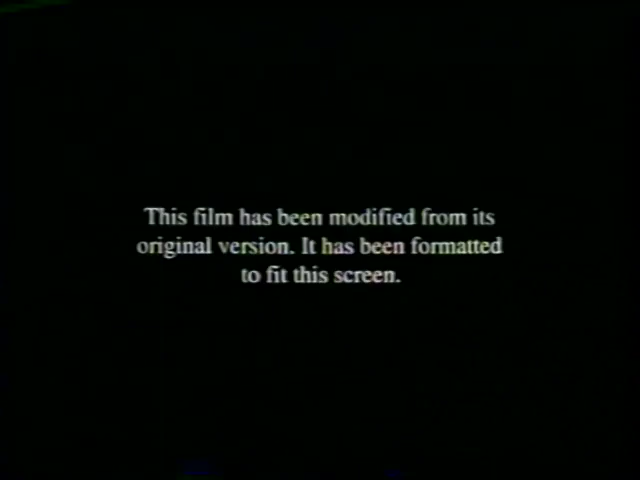 This film has been modified from its
original version. It has been formatted
to fit this screen.